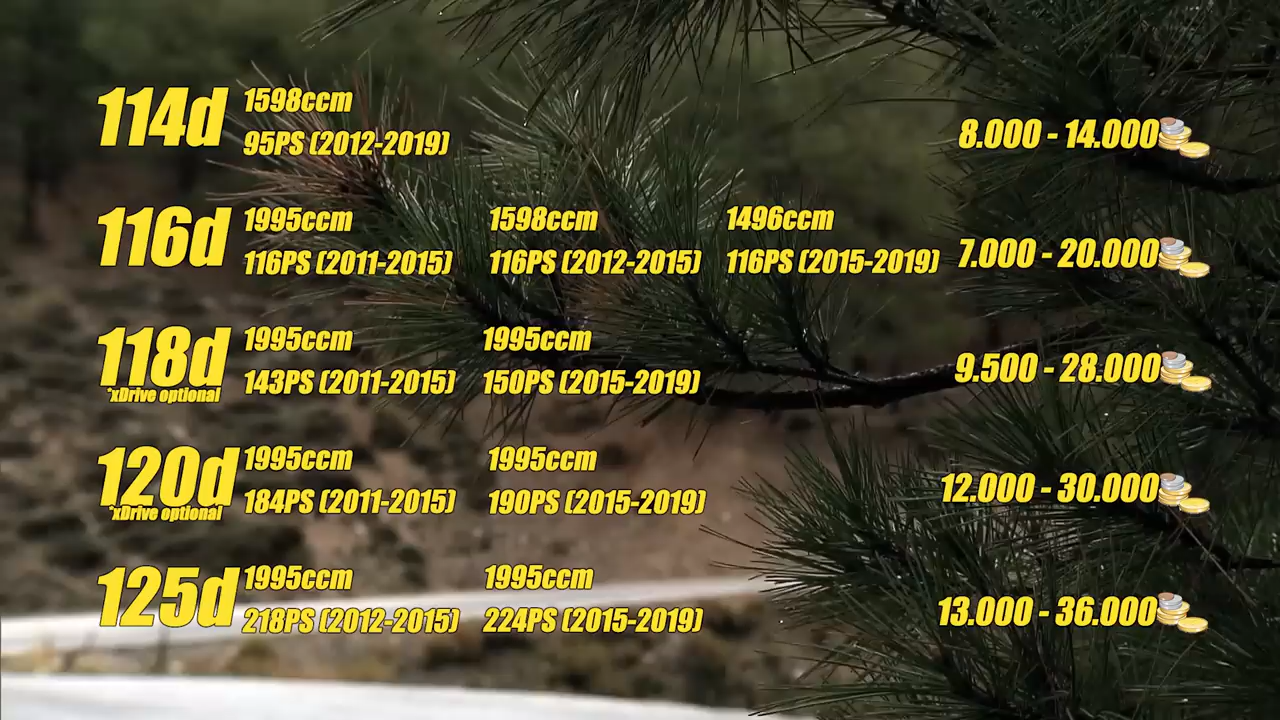 114d
1598ccm
95PS (2012-2019)
8.000 - 14.000
116d
1995ccm 1598ccm 1496ccm
116PS (2011-2015) 116PS (2012-2015) 116PS (2015-2019)
7.000 - 20.000
118d
*xDrive optional
1995ccm 1995ccm
143PS (2011-2015) 150PS (2015-2019)
9.500 - 28.000
120d
*xDrive optional
1995ccm 1995ccm
184PS (2011-2015) 190PS (2015-2019)
12.000 - 30.000
125d
1995ccm 1995ccm
218PS (2012-2015) 224PS (2015-2019)
13.000 - 36.000